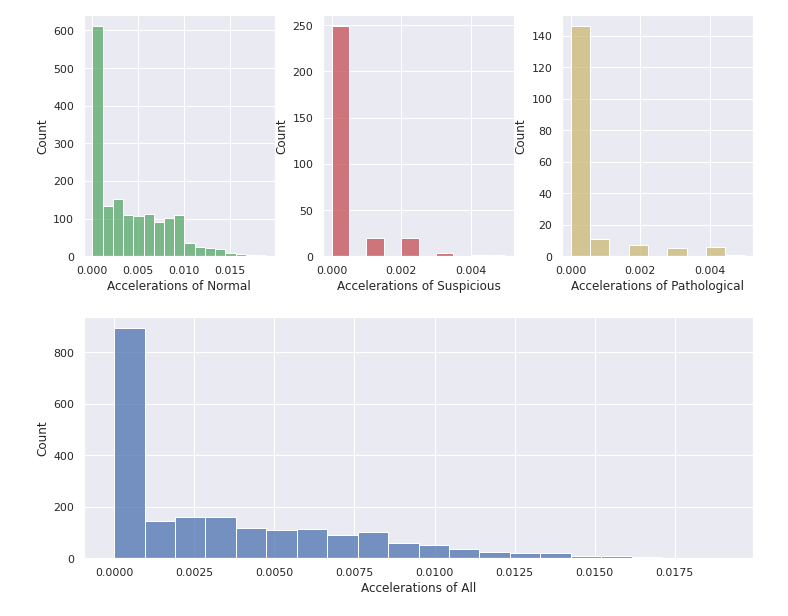 600
500
400
300
200
100
0
Count
0.000 0.005 0.010 0.015
Accelerations of Normal
250
200
150
100
50
0
Count
0.000 0.002 0.004
Accelerations of Suspicious
140
120
100
80
60
40
20
0
Count
0.000 0.002 0.004
Accelerations of Pathological
800
600
400
200
0
Count
0.0000 0.0025 0.0050 0.0075 0.0100 0.0125 0.0150 0.0175
Accelerations of All